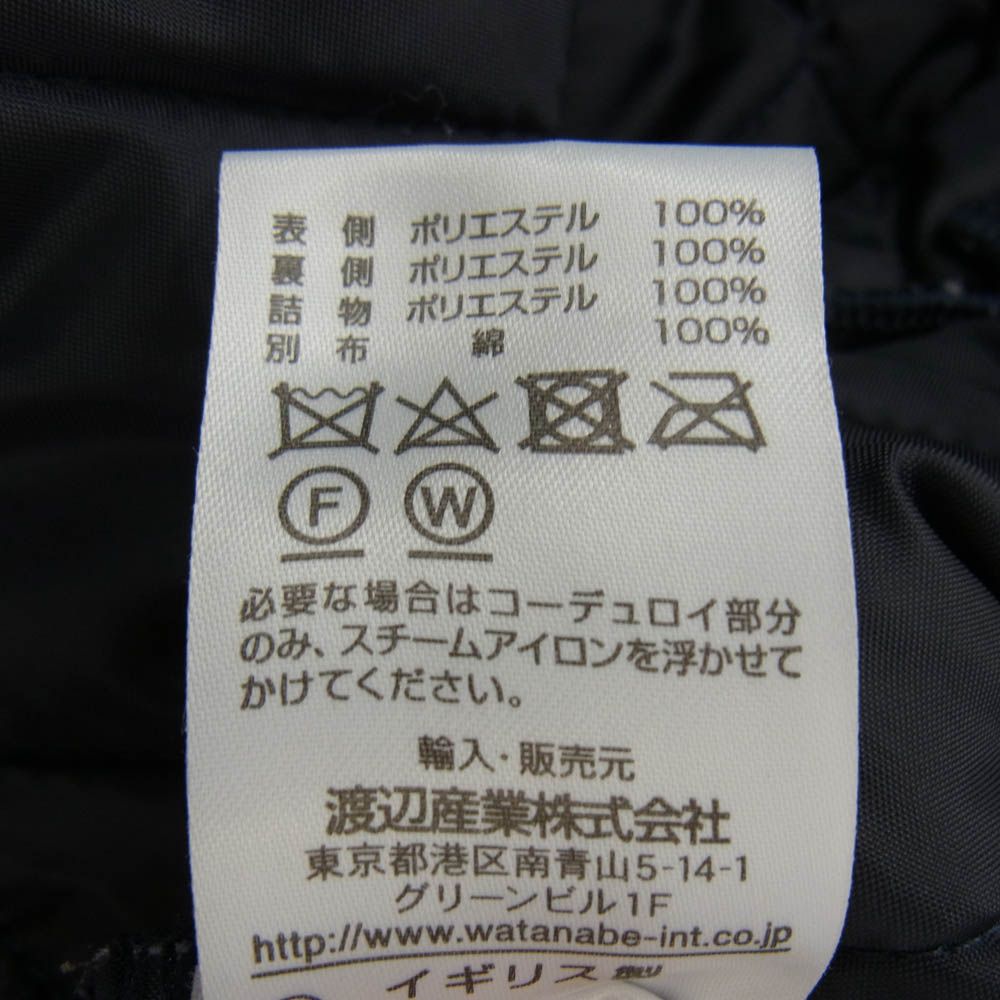 表側 ポリエステル 100%
裏側 ポリエステル 100%
詰物 ポリエステル 100%
別布 綿 100%
F W
必要な場合はコーデュロイ部分
のみ、スチームアイロンを浮かせて
かけてください。
輸入・販売元
渡辺産業株式会社
東京都港区南青山5-14-1
グリーンビル1F
http://www.watanabe-int.co.jp
イギリス製